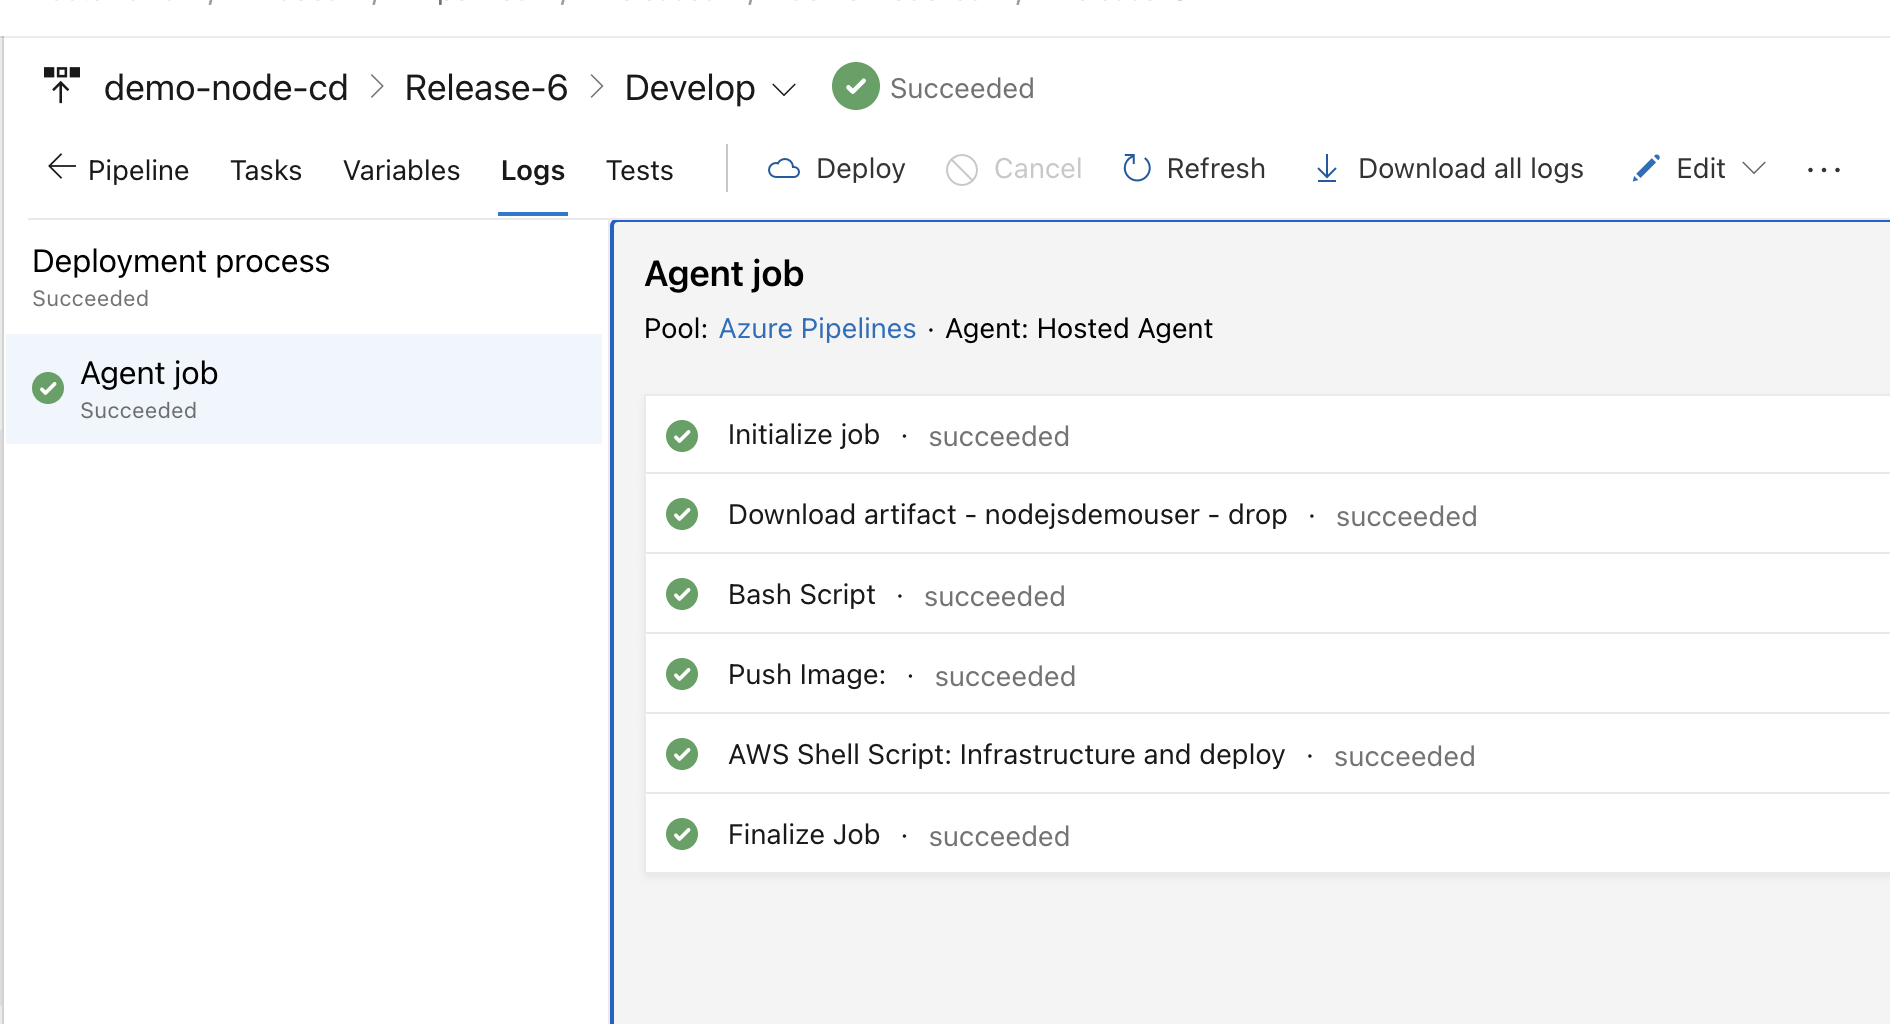 demo-node-cd > Release-6 > Develop Succeeded
Pipeline Tasks Variables Logs Tests Deploy Cancel Refresh Download all logs Edit ...
Deployment process
Succeeded
Agent job
Succeeded
Agent job
Pool: Azure Pipelines · Agent: Hosted Agent
Initialize job · succeeded
Download artifact - nodejsdemouser - drop · succeeded
Bash Script · succeeded
Push Image: · succeeded
AWS Shell Script: Infrastructure and deploy · succeeded
Finalize Job · succeeded